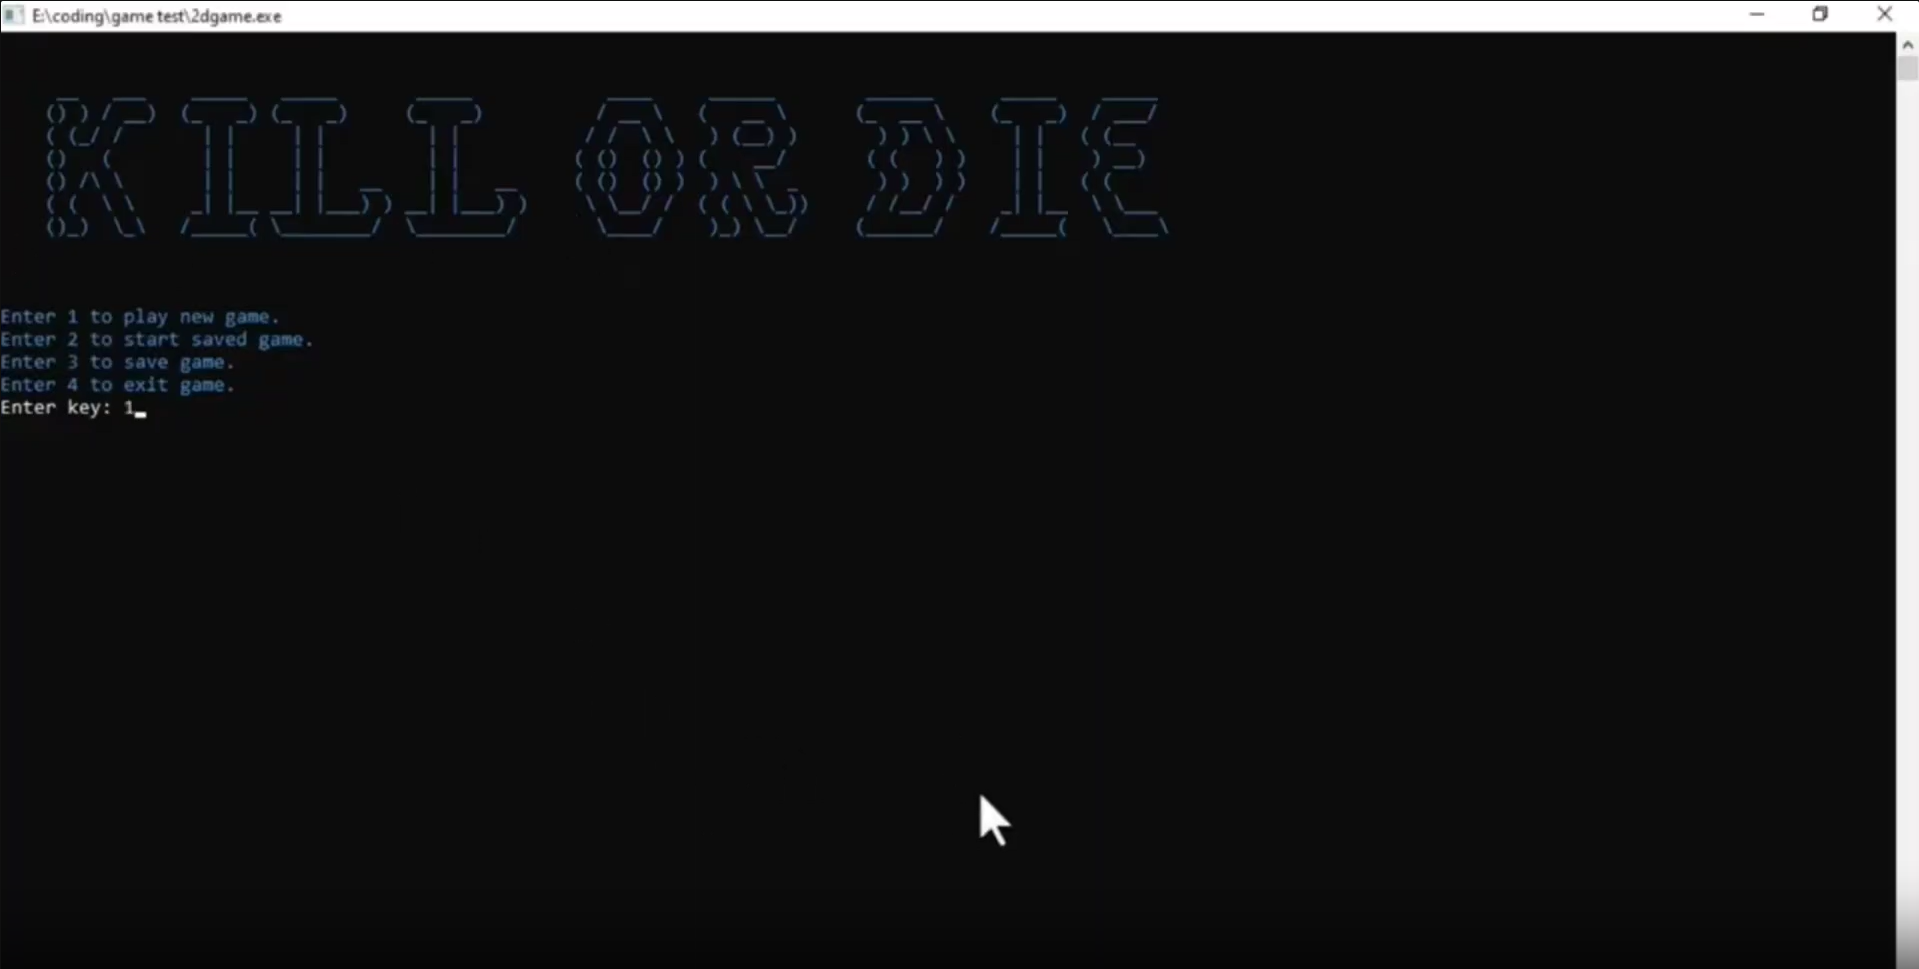 E:\coding\game test\2dgame.exe
KILL OR DIE
Enter 1 to play new game.
Enter 2 to start saved game.
Enter 3 to save game.
Enter 4 to exit game.
Enter key: 1_